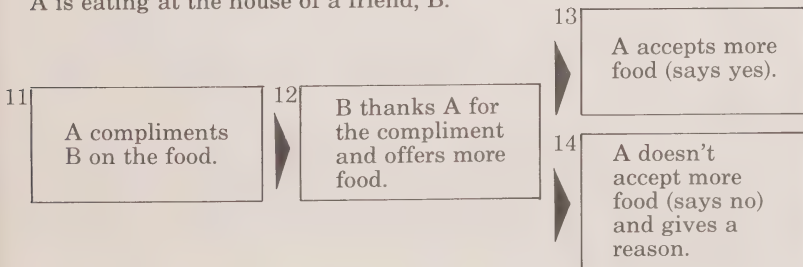 A is eating at the house of a friend, B.
11
A compliments
B on the food.
12
B thanks A for
the compliment
and offers more
food.
13
A accepts more
food (says yes).
14
A doesn't
accept more
food (says no)
and gives a
reason.